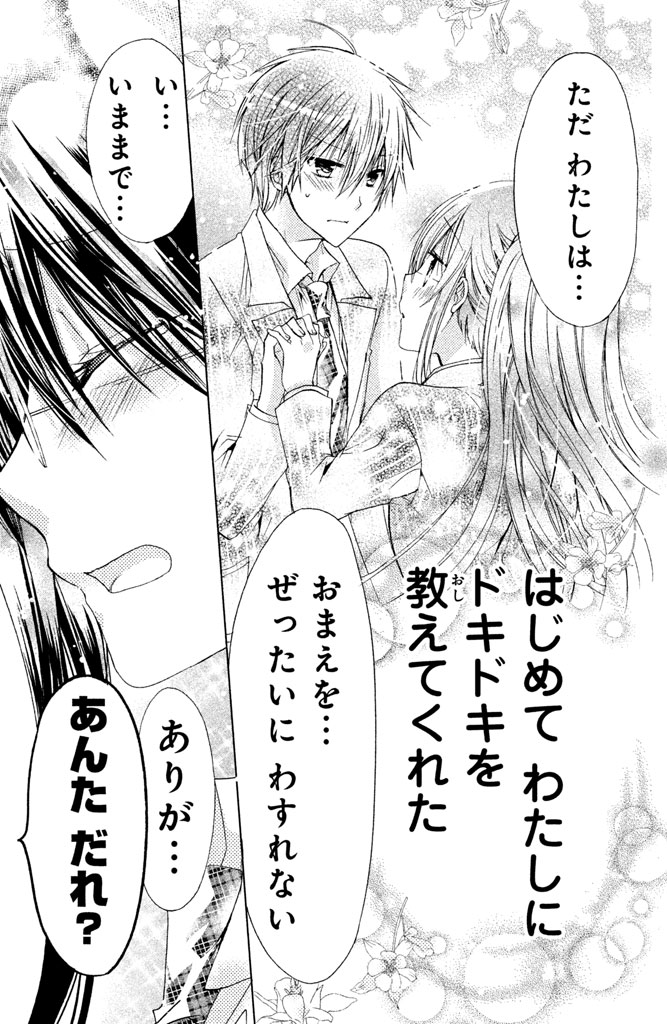 ただ わたしは…
はじめて わたしに
ドキドキを
教えてくれた
おし
おまえを…
ぜったいに わすれない
い…
いままで…
ありが…
あんた だれ?